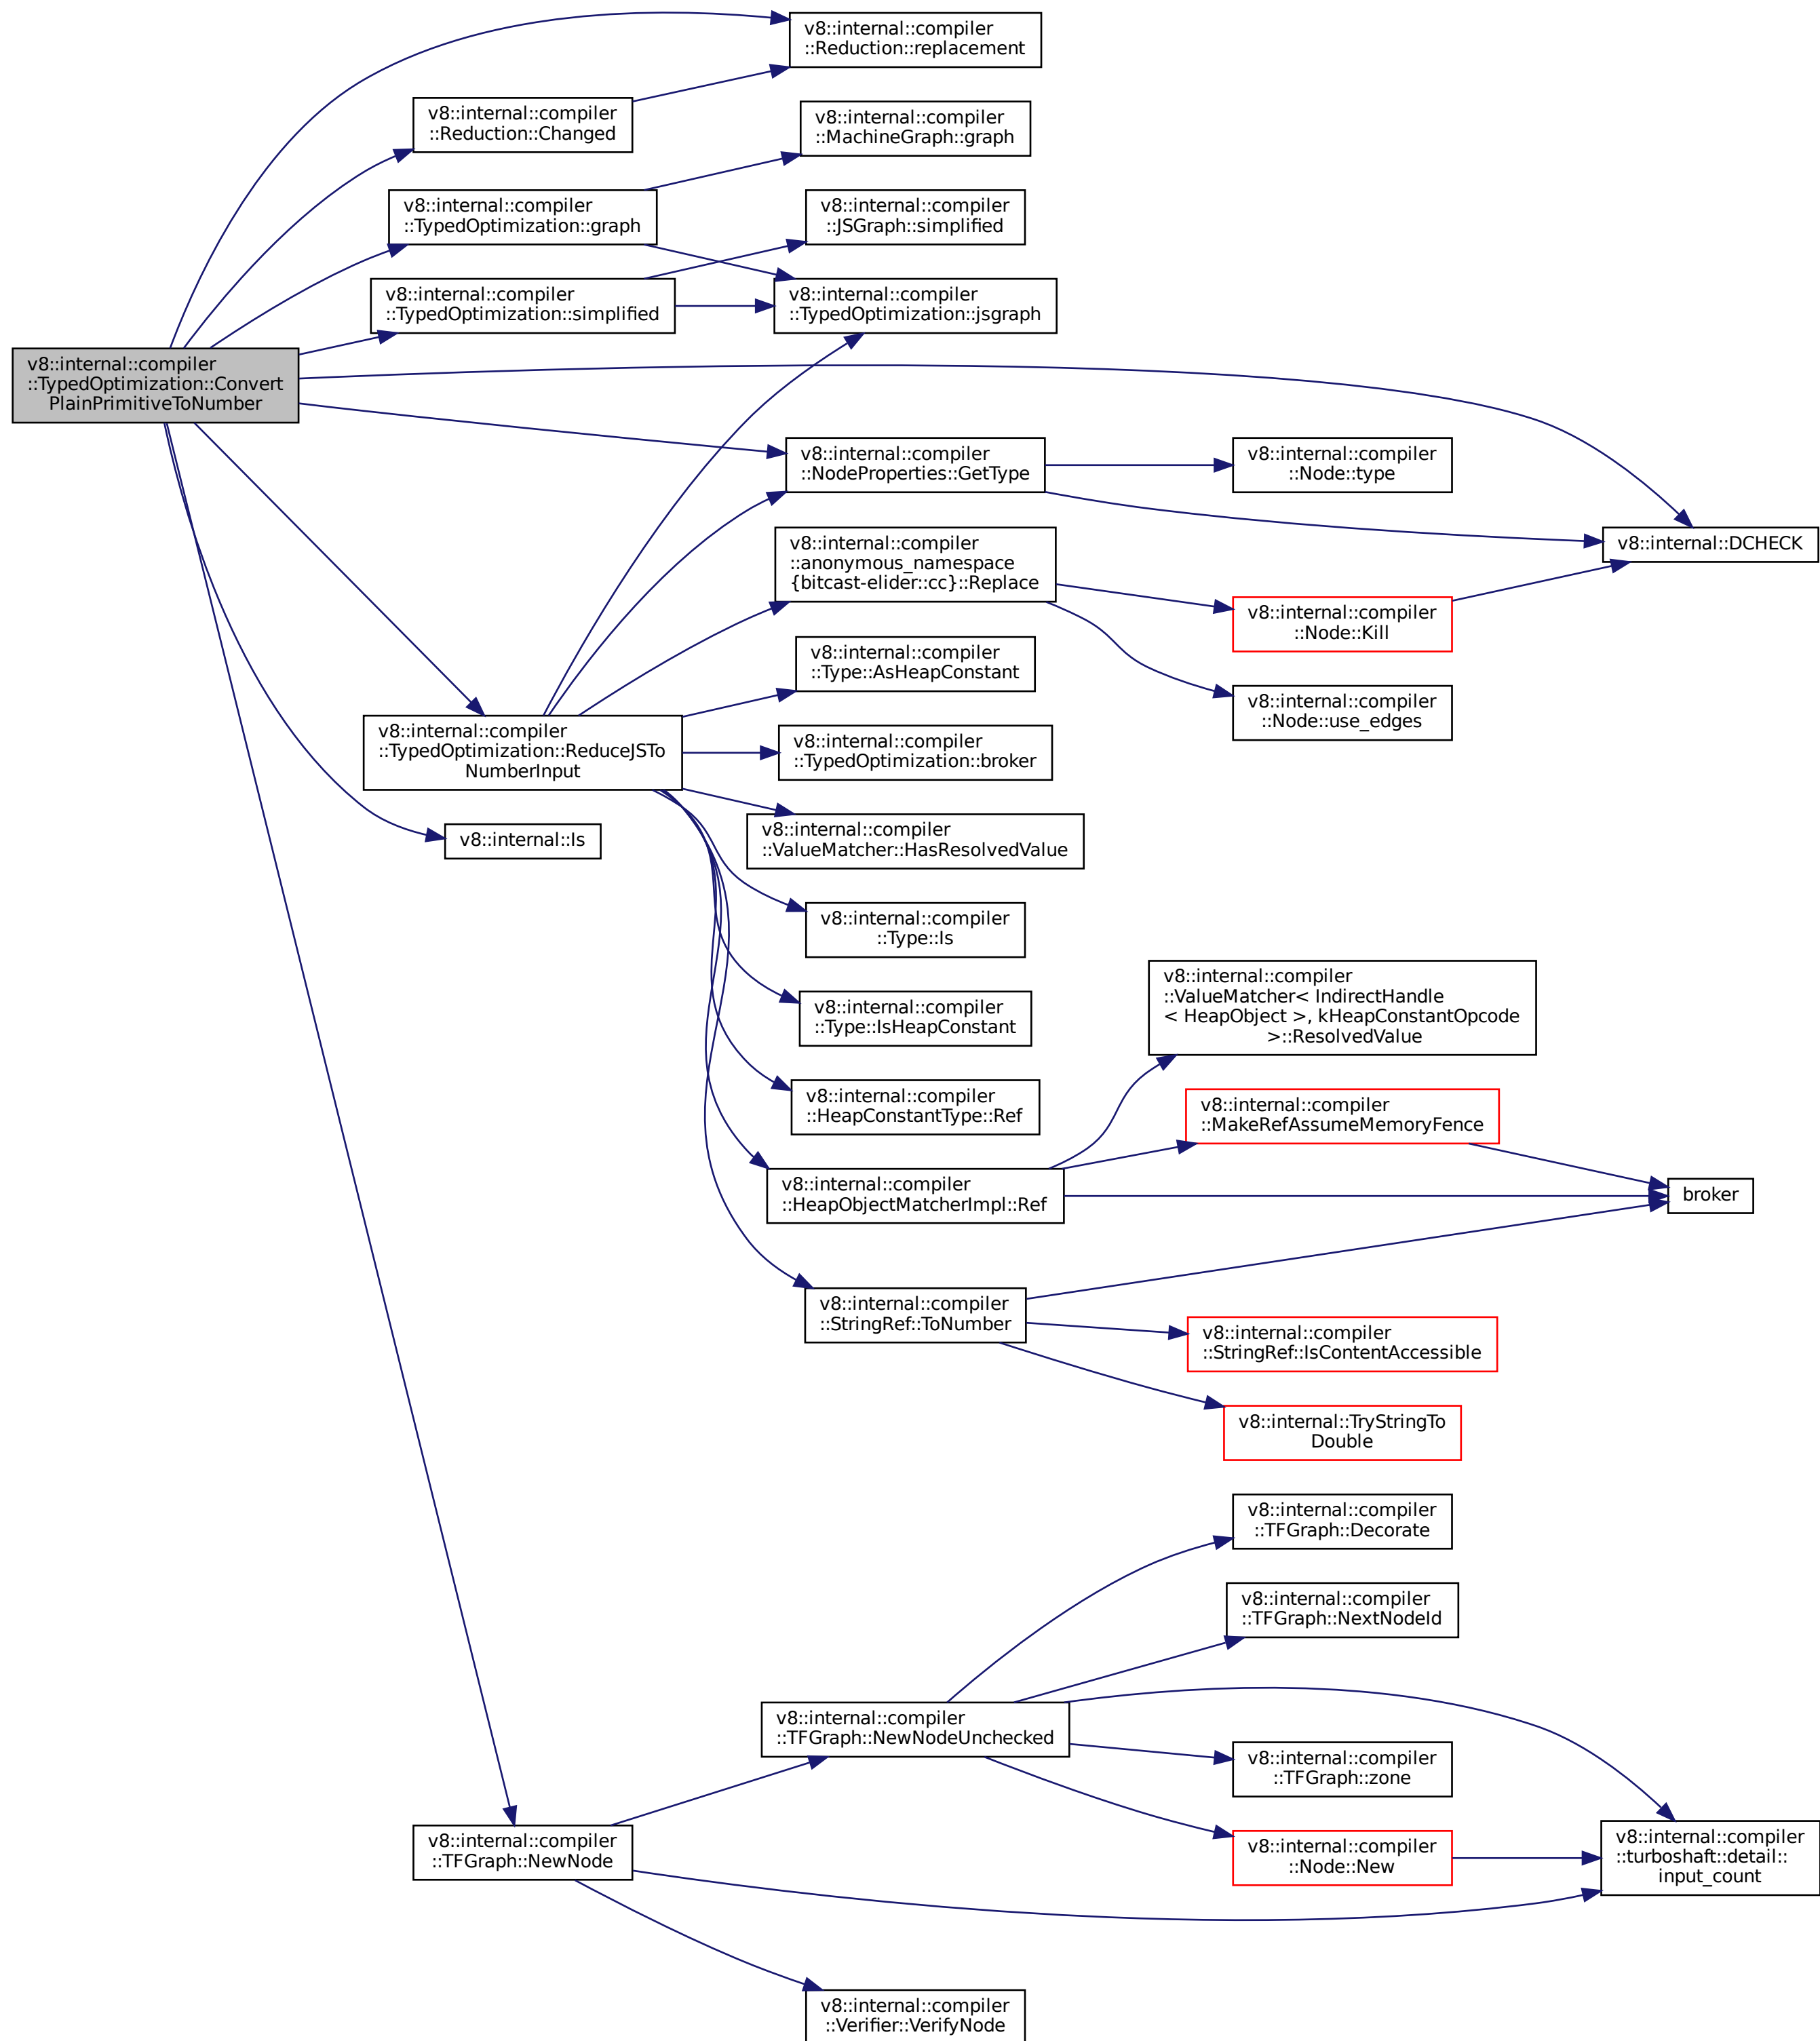 v8::internal::compiler
::Reduction::replacement
v8::internal::compiler
::Reduction::Changed
v8::internal::compiler
::MachineGraph::graph
v8::internal::compiler
::TypedOptimization::graph
v8::internal::compiler
::JSGraph::simplified
v8::internal::compiler
::TypedOptimization::simplified
v8::internal::compiler
::TypedOptimization::jsgraph
v8::internal::compiler
::TypedOptimization::Convert
PlainPrimitiveToNumber
v8::internal::compiler
::NodeProperties::GetType
v8::internal::compiler
::Node::type
v8::internal::DCHECK
v8::internal::compiler
::anonymous_namespace
{bitcast-elider::cc}::Replace
v8::internal::compiler
::Node::Kill
v8::internal::compiler
::Type::AsHeapConstant
v8::internal::compiler
::Node::use_edges
v8::internal::compiler
::TypedOptimization::ReduceJSTo
NumberInput
v8::internal::compiler
::TypedOptimization::broker
v8::internal::Is
v8::internal::compiler
::ValueMatcher::HasResolvedValue
v8::internal::compiler
::Type::Is
v8::internal::compiler
::Type::IsHeapConstant
v8::internal::compiler
::ValueMatcher< IndirectHandle
< HeapObject >, kHeapConstantOpcode
>::ResolvedValue
v8::internal::compiler
::HeapConstantType::Ref
v8::internal::compiler
::MakeRefAssumeMemoryFence
v8::internal::compiler
::HeapObjectMatcherImpl::Ref
broker
v8::internal::compiler
::StringRef::ToNumber
v8::internal::compiler
::StringRef::IsContentAccessible
v8::internal::TryStringTo
Double
v8::internal::compiler
::TFGraph::Decorate
v8::internal::compiler
::TFGraph::NextNodeId
v8::internal::compiler
::TFGraph::NewNodeUnchecked
v8::internal::compiler
::TFGraph::zone
v8::internal::compiler
::TFGraph::NewNode
v8::internal::compiler
::Node::New
v8::internal::compiler
::turboshaft::detail::
input_count
v8::internal::compiler
::Verifier::VerifyNode